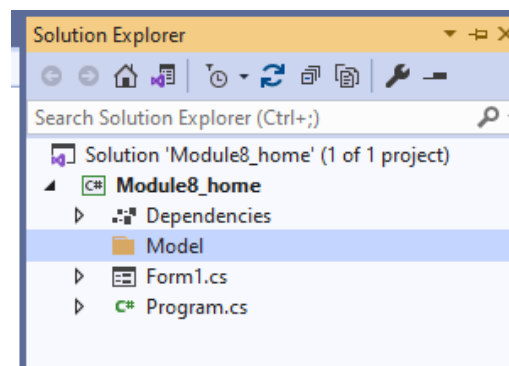 Solution Explorer
Search Solution Explorer (Ctrl+;)
Solution 'Module8_home' (1 of 1 project)
C# Module8_home
Dependencies
Model
Form1.cs
C# Program.cs